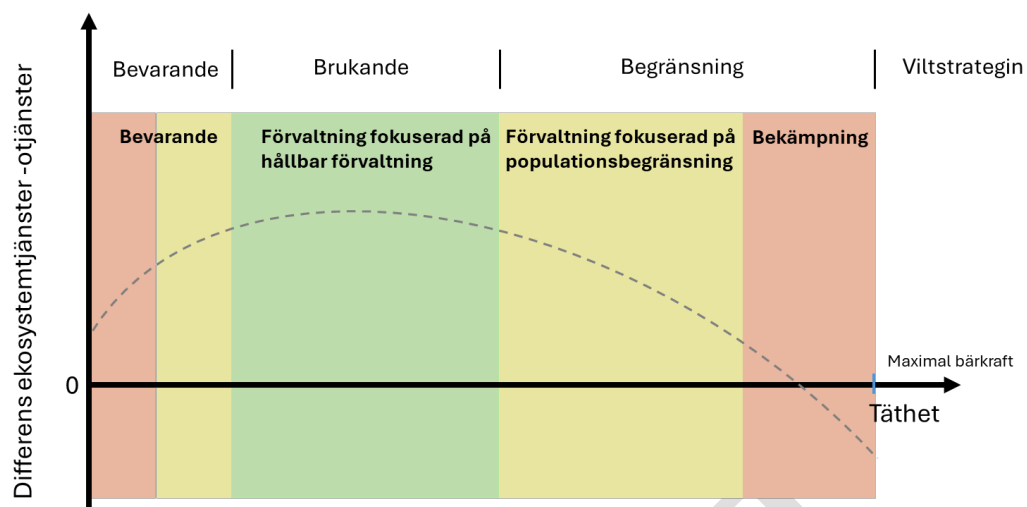 Bevarande
Brukande
Begränsning
Viltstrategin
Bevarande
Förvaltning fokuserad på
hållbar förvaltning
Förvaltning fokuserad på
populationsbegränsning
Bekämpning
Differens ekosystemtjänster -otjänster
0
Maximal bärkraft
Täthet